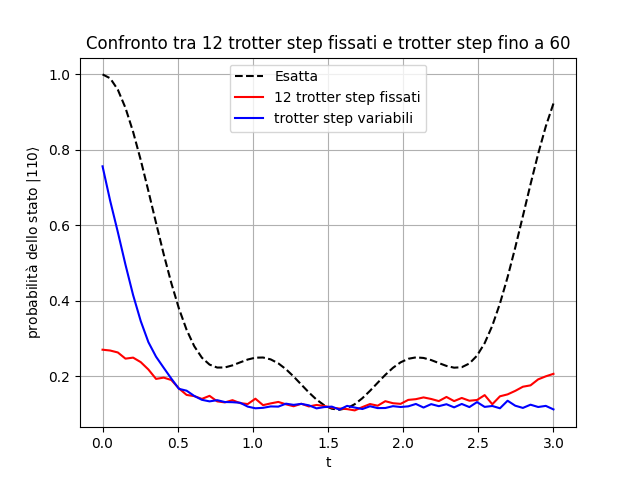 Confronto tra 12 trotter step fissati e trotter step fino a 60
Esatta
12 trotter step fissati
trotter step variabili
probabilità dello stato |110⟩
1.0
0.8
0.6
0.4
0.2
0.0 0.5 1.0 1.5 2.0 2.5 3.0
t